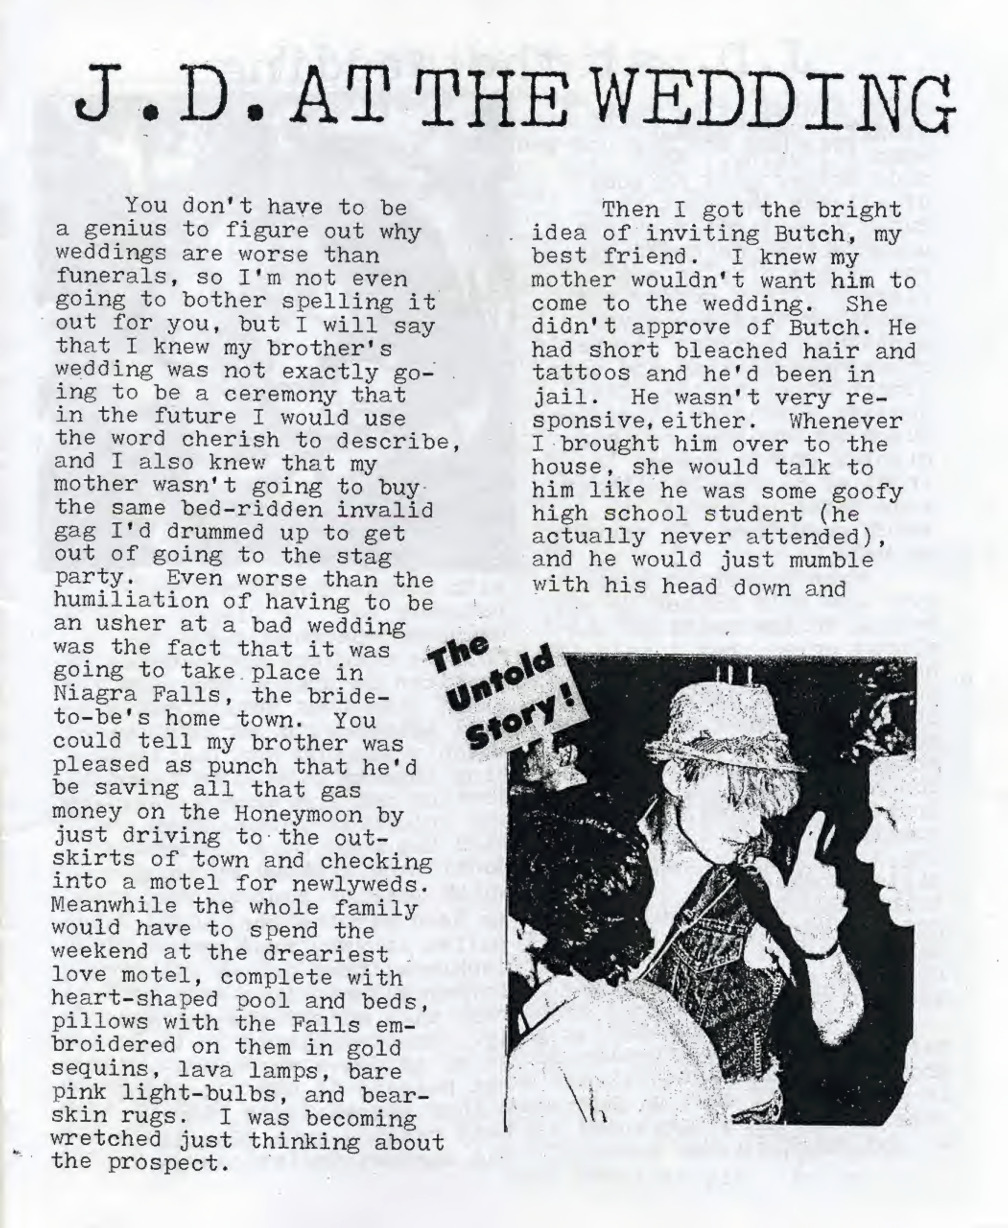 J.D. AT THE WEDDING
You don't have to be
a genius to figure out why
weddings are worse than
funerals, so I'm not even
going to bother spelling it
out for you, but I will say
that I knew my brother's
wedding was not exactly go-
ing to be a ceremony that
in the future I would use
the word cherish to describe,
and I also knew that my
mother wasn't going to buy
the same bed-ridden invalid
gag I'd drummed up to get
out of going to the stag
party. Even worse than the
humiliation of having to be
an usher at a bad wedding
was the fact that it was
going to take place in
Niagra Falls, the bride-
to-be's home town. You
could tell my brother was
pleased as punch that he'd
be saving all that gas
money on the Honeymoon by
just driving to the out-
skirts of town and checking
into a motel for newlyweds.
Meanwhile the whole family
would have to spend the
weekend at the dreariest
love motel, complete with
heart-shaped pool and beds,
pillows with the Falls em-
broidered on them in gold
sequins, lava lamps, bare
pink light-bulbs, and bear-
skin rugs. I was becoming
wretched just thinking about
the prospect.
Then I got the bright
idea of inviting Butch, my
best friend. I knew my
mother wouldn't want him to
come to the wedding. She
didn't approve of Butch. He
had short bleached hair and
tattoos and he'd been in
jail. He wasn't very re-
sponsive, either. Whenever
I brought him over to the
house, she would talk to
him like he was some goofy
high school student (he
actually never attended),
and he would just mumble
with his head down and
The
Untold
Story!